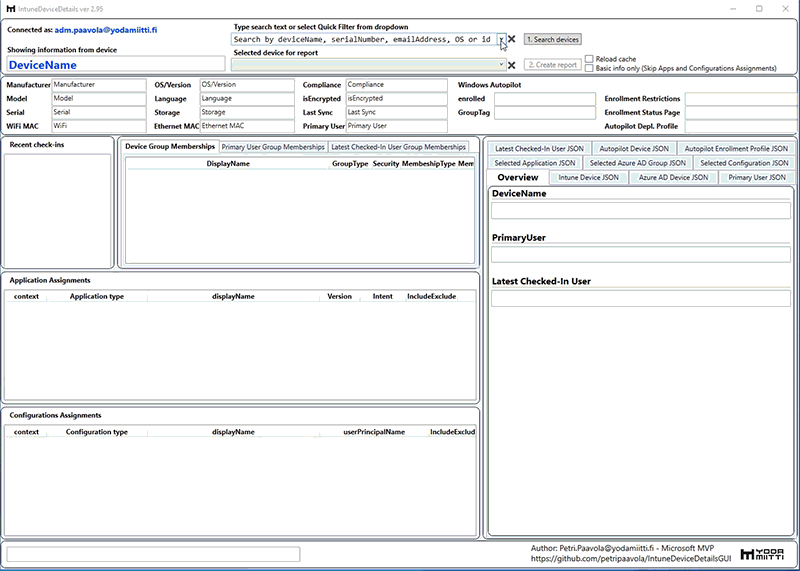 IntuneDeviceDetails ver 2.95
Connected as: adm.paavola@yodamiitti.fi
Type search text or select Quick Filter from dropdown
Search by deviceName, serialNumber, emailAddress, OS or id
1. Search devices
Showing information from device
Selected device for report
DeviceName
2. Create report
Reload cache
Basic info only (Skip Apps and Configurations Assignments)
Manufacturer Manufacturer OS/Version OS/Version Compliance Compliance Windows Autopilot
Model Model Language Language isEncrypted isEncrypted enrolled Enrollment Restrictions
Serial Serial Storage Storage Last Sync Last Sync GroupTag Enrollment Status Page
WiFi MAC WiFi Ethernet MAC Ethernet MAC Primary User Primary User Autopilot Depl. Profile
Recent check-ins
Device Group Memberships Primary User Group Memberships Latest Checked-In User Group Memberships
DisplayName GroupType Security MembeshipType Mem
Latest Checked-In User JSON Autopilot Device JSON Autopilot Enrollment Profile JSON
Selected Application JSON Selected Azure AD Group JSON Selected Configuration JSON
Overview Intune Device JSON Azure AD Device JSON Primary User JSON
DeviceName
PrimaryUser
Latest Checked-In User
Application Assignments
context Application type displayName Version Intent IncludeExclude
Configurations Assignments
context Configuration type displayName userPrincipalName IncludeExclud
Author: Petri.Paavola@yodamiitti.fi - Microsoft MVP
https://github.com/petripaavola/IntuneDeviceDetailsGUI
YODA
MIITTI